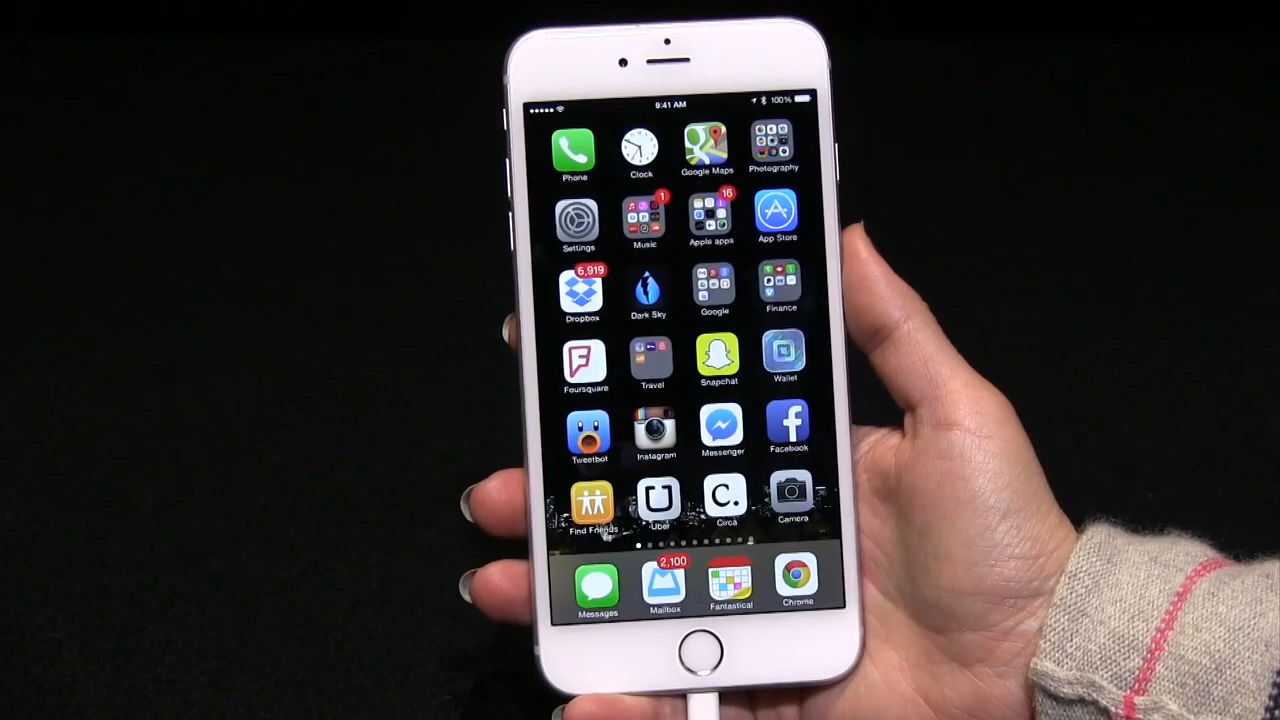 9:41 AM 100%
Phone Clock Google Maps Photography
1 16
Settings Music Apple apps App Store
6,919
Dropbox Dark Sky Google Finance
Foursquare Travel Snapchat Wallet
Tweetbot Instagram Messenger Facebook
C.
Find Friends Uber Circa Camera
2,100
Messages Mailbox Fantastical Chrome